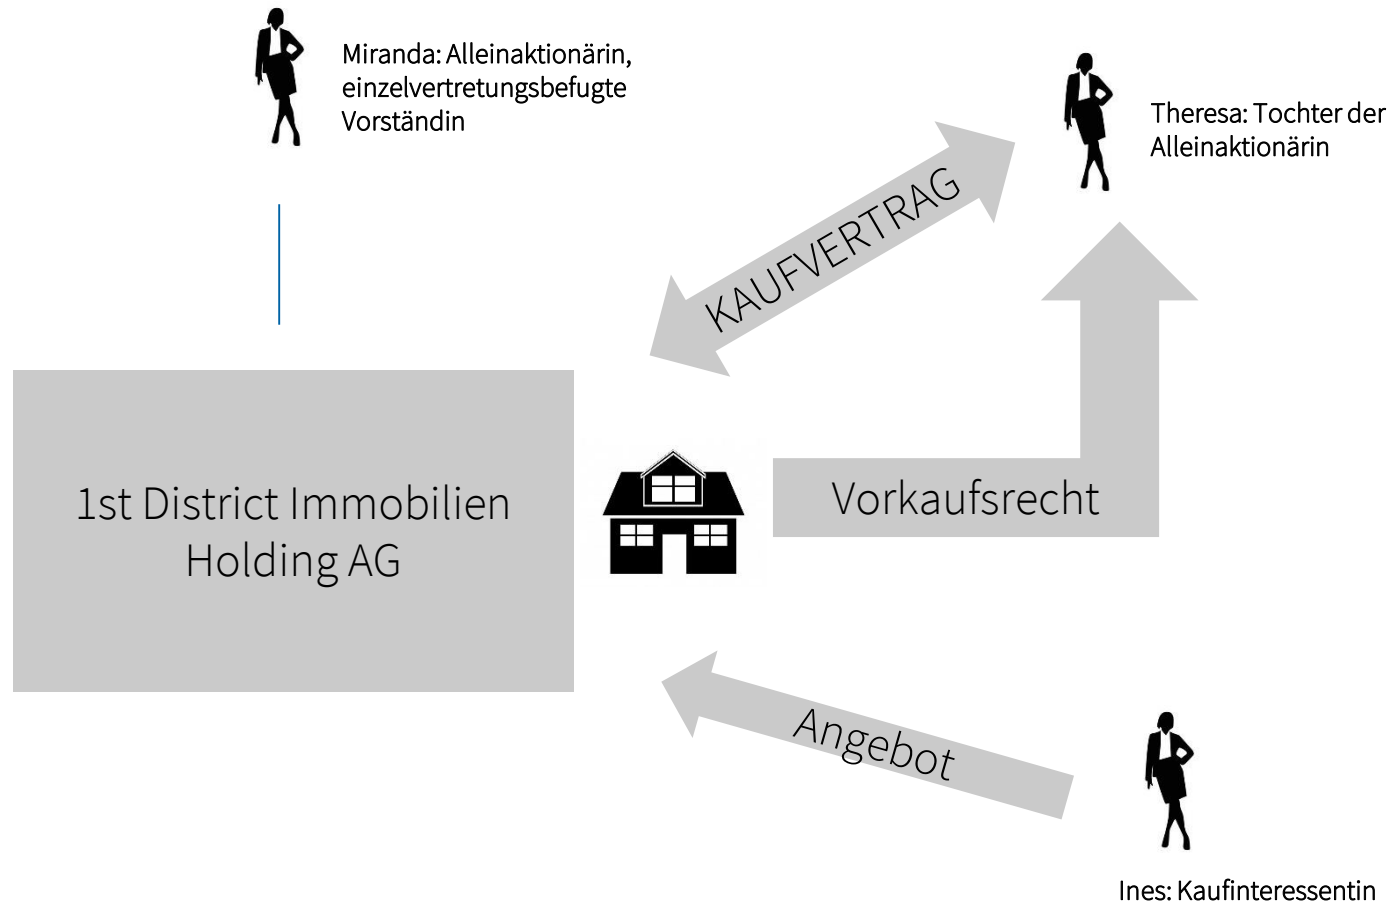 Miranda: Alleinaktionärin,
einzelvertretungsbefugte
Vorständin
Theresa: Tochter der
Alleinaktionärin
KAUFVERTRAG
1st District Immobilien
Holding AG
Vorkaufsrecht
Angebot
Ines: Kaufinteressentin